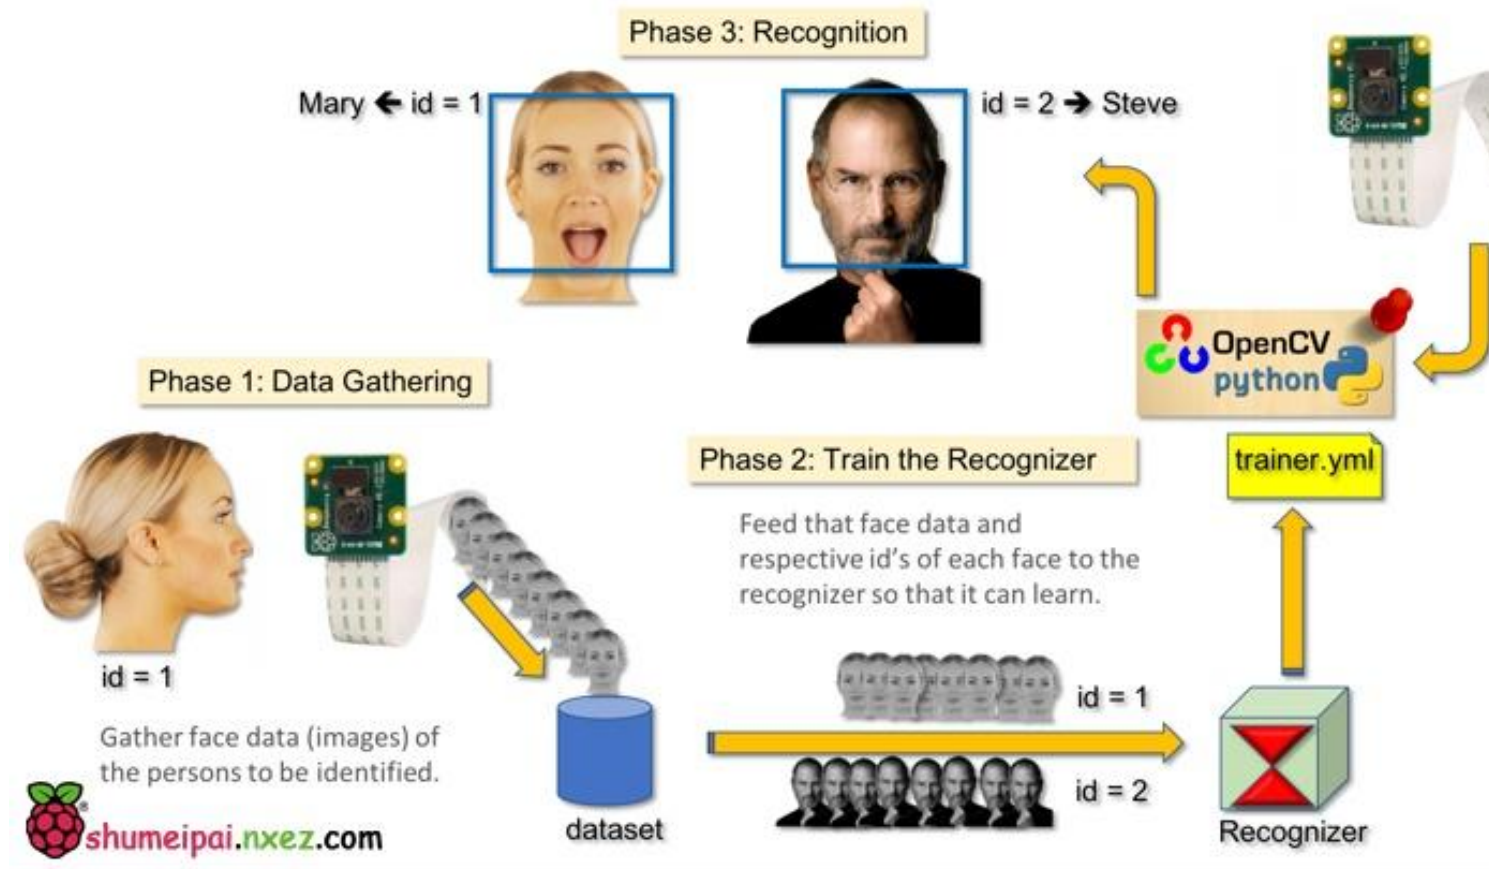 Phase 3: Recognition
Mary ← id = 1
id = 2 → Steve
OpenCV
python
Phase 1: Data Gathering
Phase 2: Train the Recognizer
trainer.yml
Feed that face data and
respective id's of each face to the
recognizer so that it can learn.
id = 1
id = 1
Gather face data (images) of
the persons to be identified.
id = 2
dataset
Recognizer
shumeipai.nxez.com